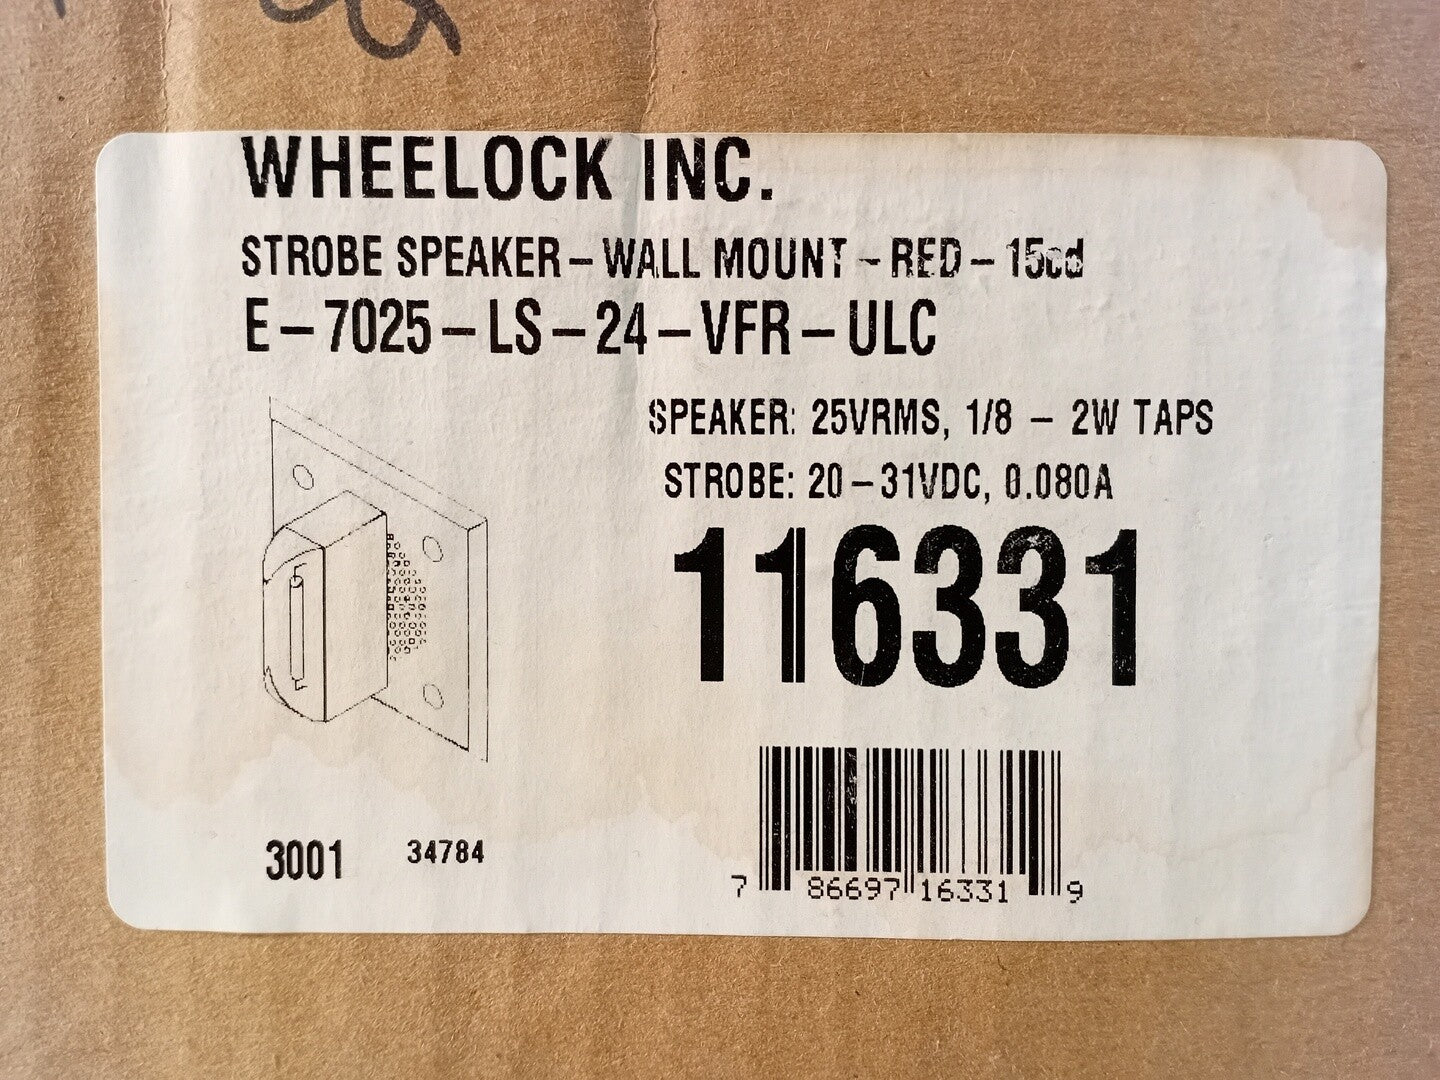 WHEELOCK INC.
STROBE SPEAKER – WALL MOUNT – RED – 15cd
E – 7025 – LS – 24 – VFR – ULC
SPEAKER: 25VRMS, 1/8 – 2W TAPS
STROBE: 20 – 31VDC, 0.080A
116331
3001 34784
7 86697 16331 9